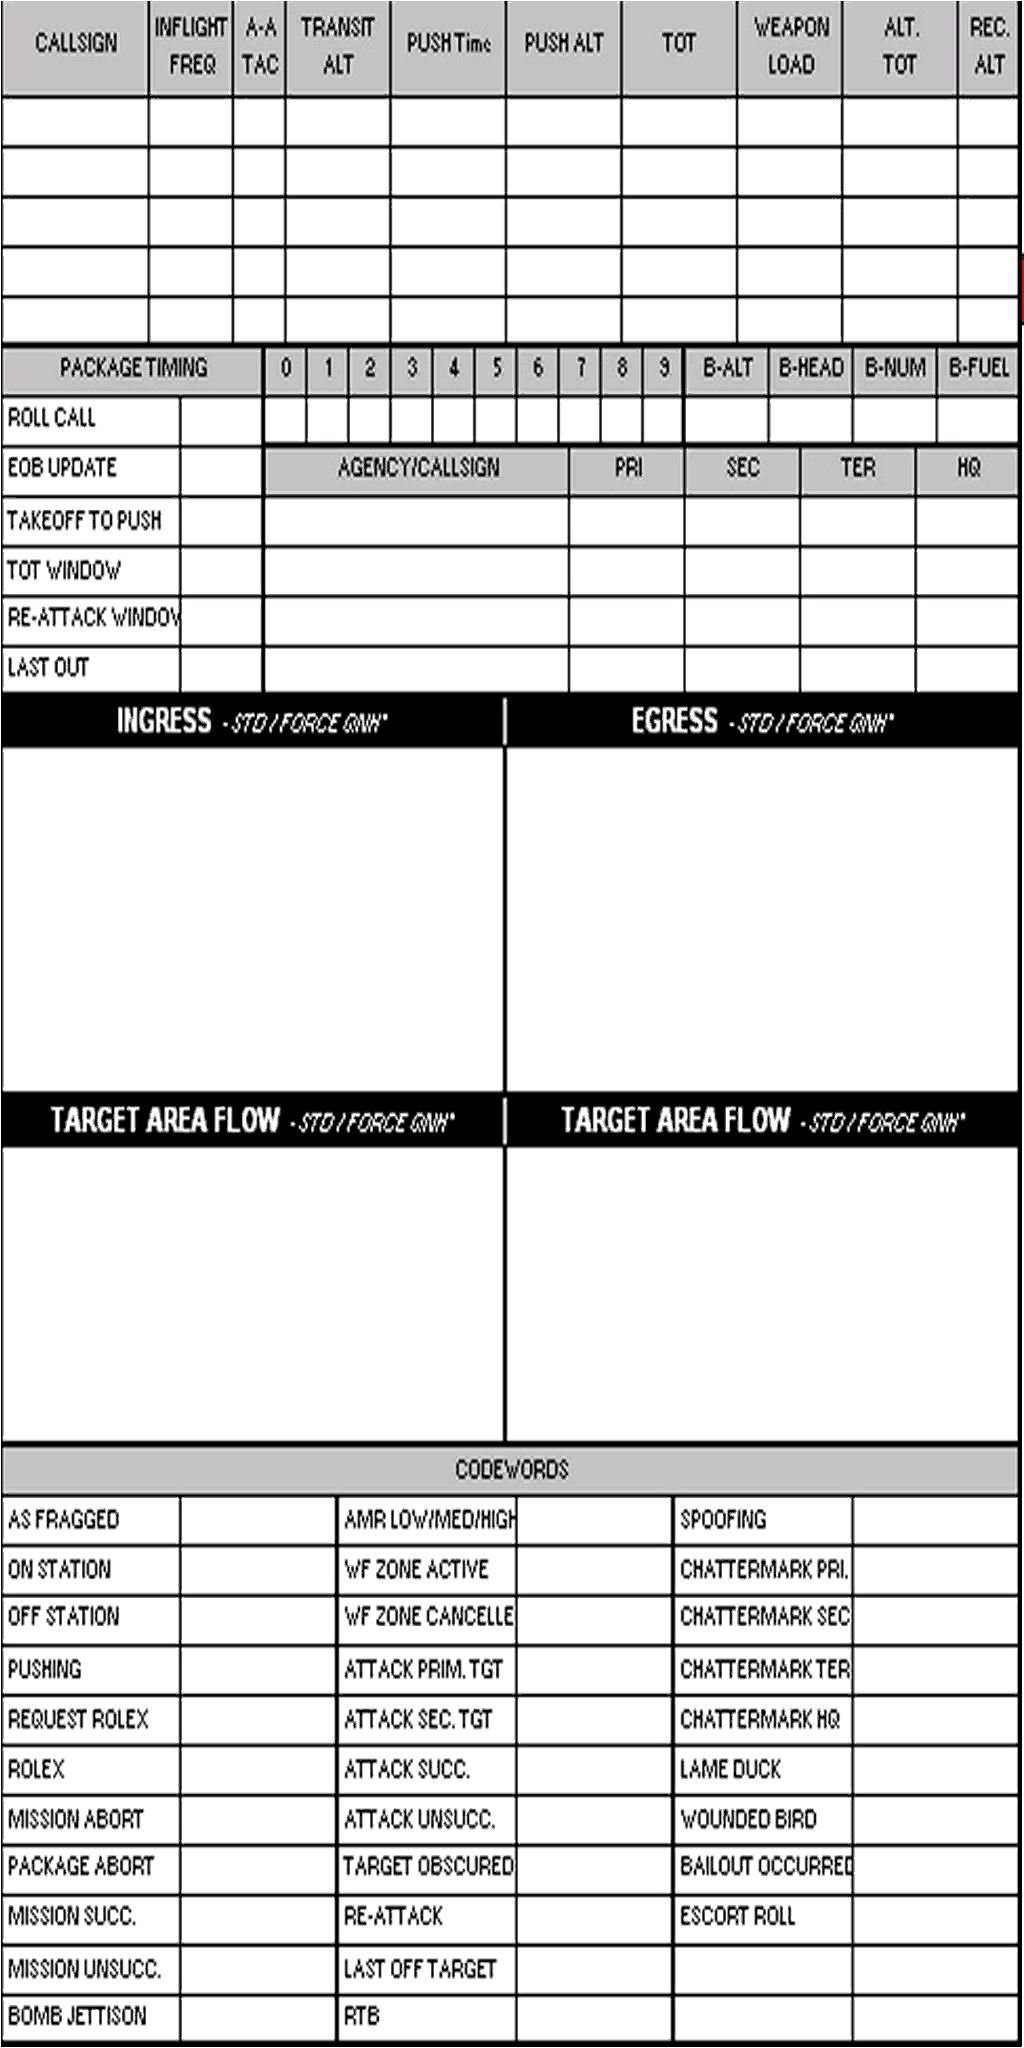 CALLSIGN INFLIGHT FREQ A-A TAC TRANSIT ALT PUSH Time PUSH ALT TOT WEAPON LOAD ALT. TOT REC. ALT
PACKAGE TIMING 0 1 2 3 4 5 6 7 8 9 B-ALT B-HEAD B-NUM B-FUEL
ROLL CALL
EOB UPDATE AGENCY/CALLSIGN PRI SEC TER HQ
TAKEOFF TO PUSH
TOT WINDOW
RE-ATTACK WINDOW
LAST OUT
INGRESS - STD / FORCE QNH* EGRESS - STD / FORCE QNH*
TARGET AREA FLOW - STD / FORCE QNH* TARGET AREA FLOW - STD / FORCE QNH*
CODEWORDS
AS FRAGGED AMR LOW/MED/HIGH SPOOFING
ON STATION WF ZONE ACTIVE CHATTERMARK PRI.
OFF STATION WF ZONE CANCELLE CHATTERMARK SEC
PUSHING ATTACK PRIM. TGT CHATTERMARK TER
REQUEST ROLEX ATTACK SEC. TGT CHATTERMARK HQ
ROLEX ATTACK SUCC. LAME DUCK
MISSION ABORT ATTACK UNSUCC. WOUNDED BIRD
PACKAGE ABORT TARGET OBSCURED BAILOUT OCCURRED
MISSION SUCC. RE-ATTACK ESCORT ROLL
MISSION UNSUCC. LAST OFF TARGET
BOMB JETTISON RTB